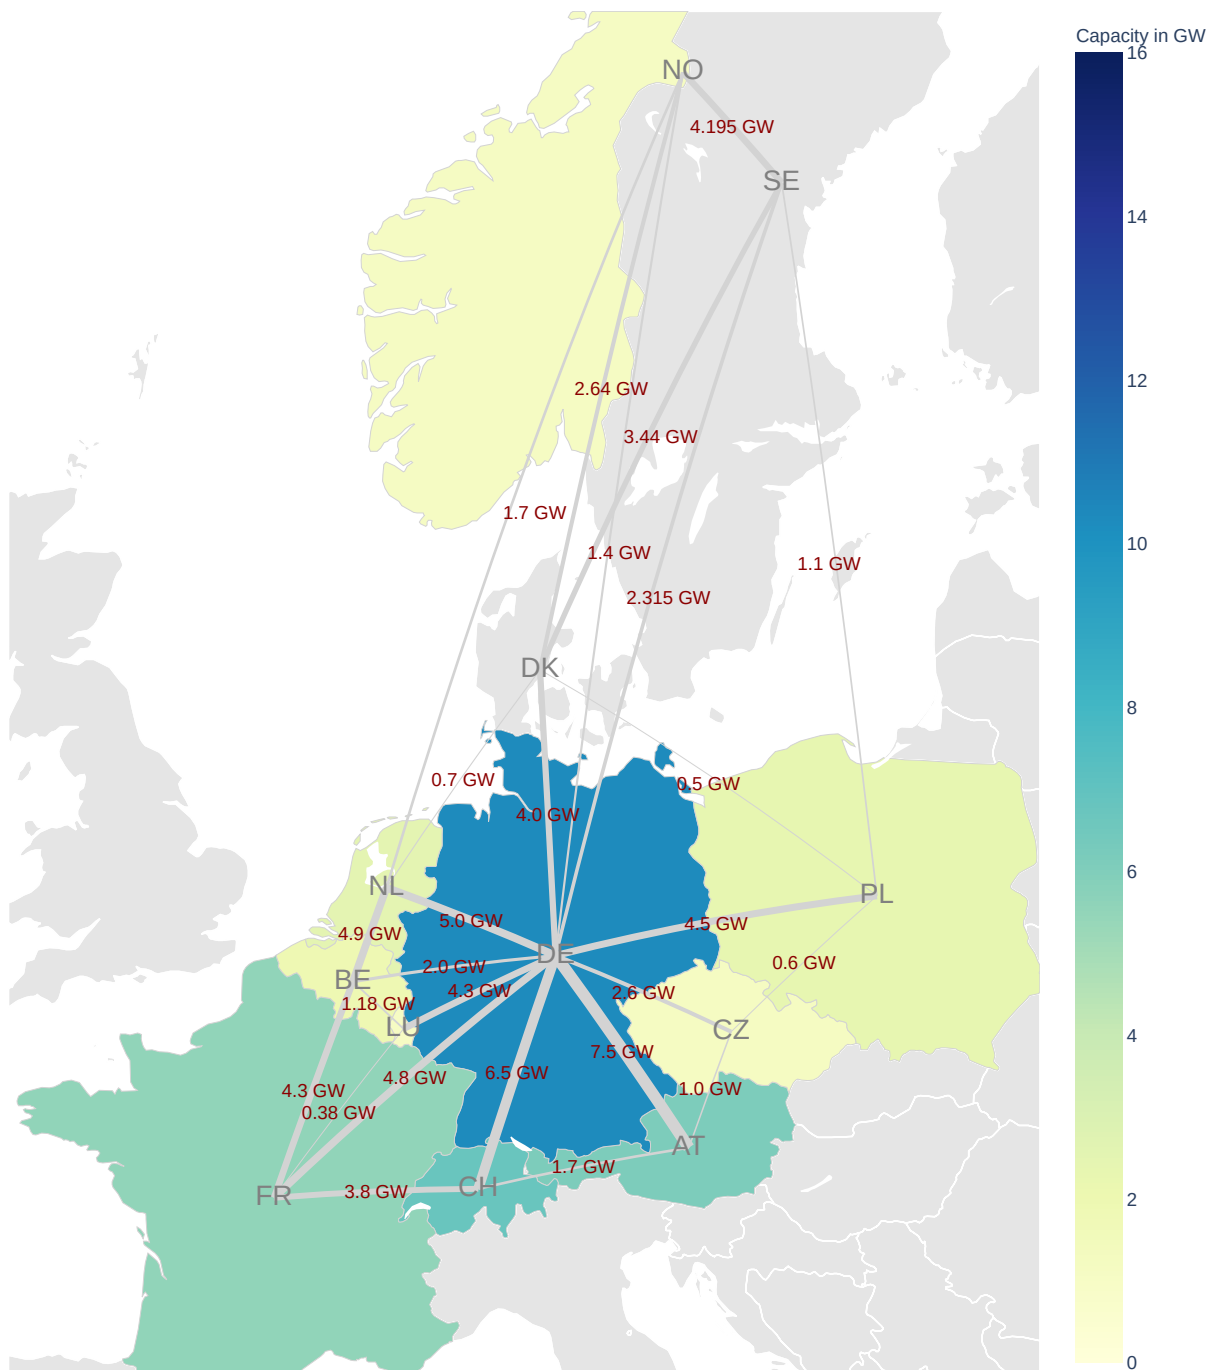 Capacity in GW
16
NO
4.195 GW
SE
14
12
2.64 GW
3.44 GW
1.7 GW
10
1.4 GW
1.1 GW
2.315 GW
DK
8
0.7 GW
0.5 GW
4.0 GW
6
NL
PL
5.0 GW
4.5 GW
4.9 GW
DE
2.0 GW
0.6 GW
BE
4.3 GW
2.6 GW
1.18 GW
LU
CZ
4
7.5 GW
6.5 GW
4.8 GW
4.3 GW
1.0 GW
0.38 GW
AT
1.7 GW
CH
3.8 GW
FR
2
0